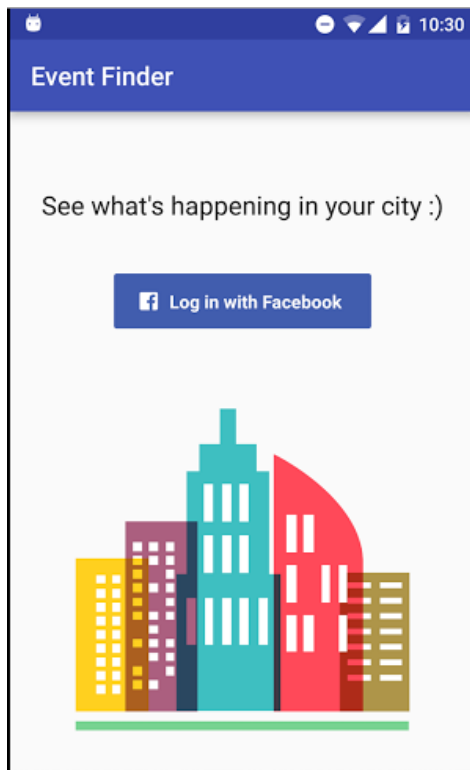 10:30
Event Finder
See what's happening in your city :)
Log in with Facebook